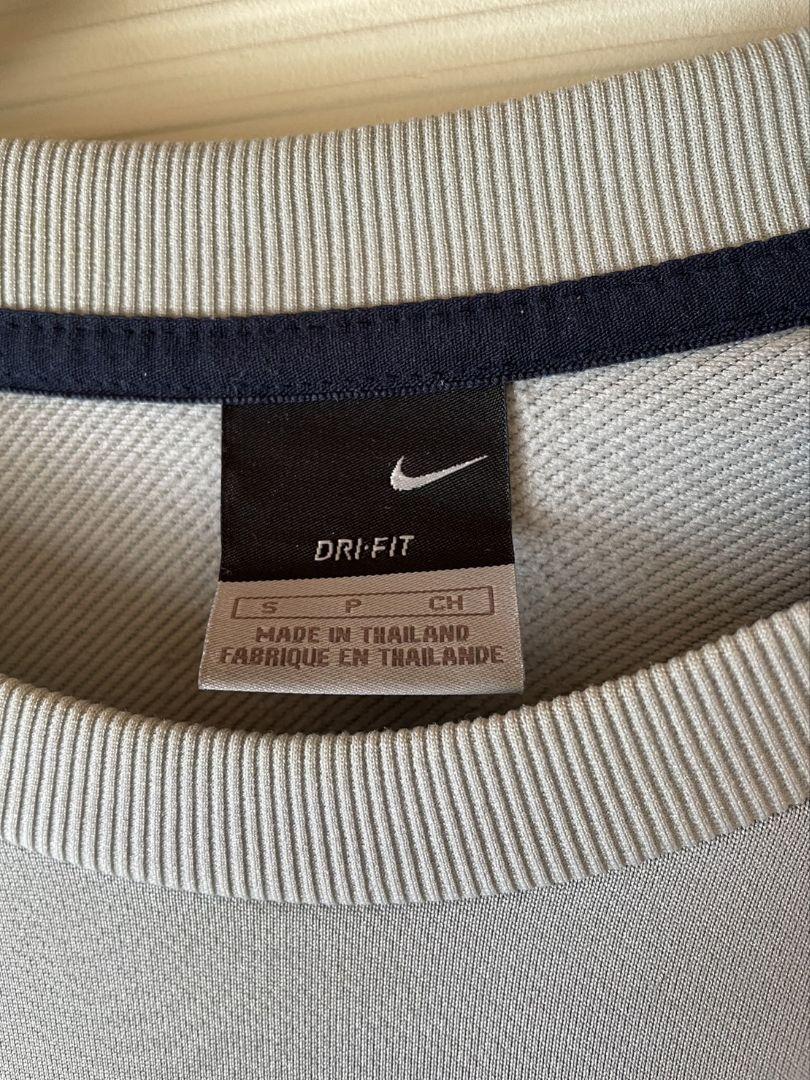 DRI-FIT
S P CH
MADE IN THAILAND
FABRIQUE EN THAILANDE